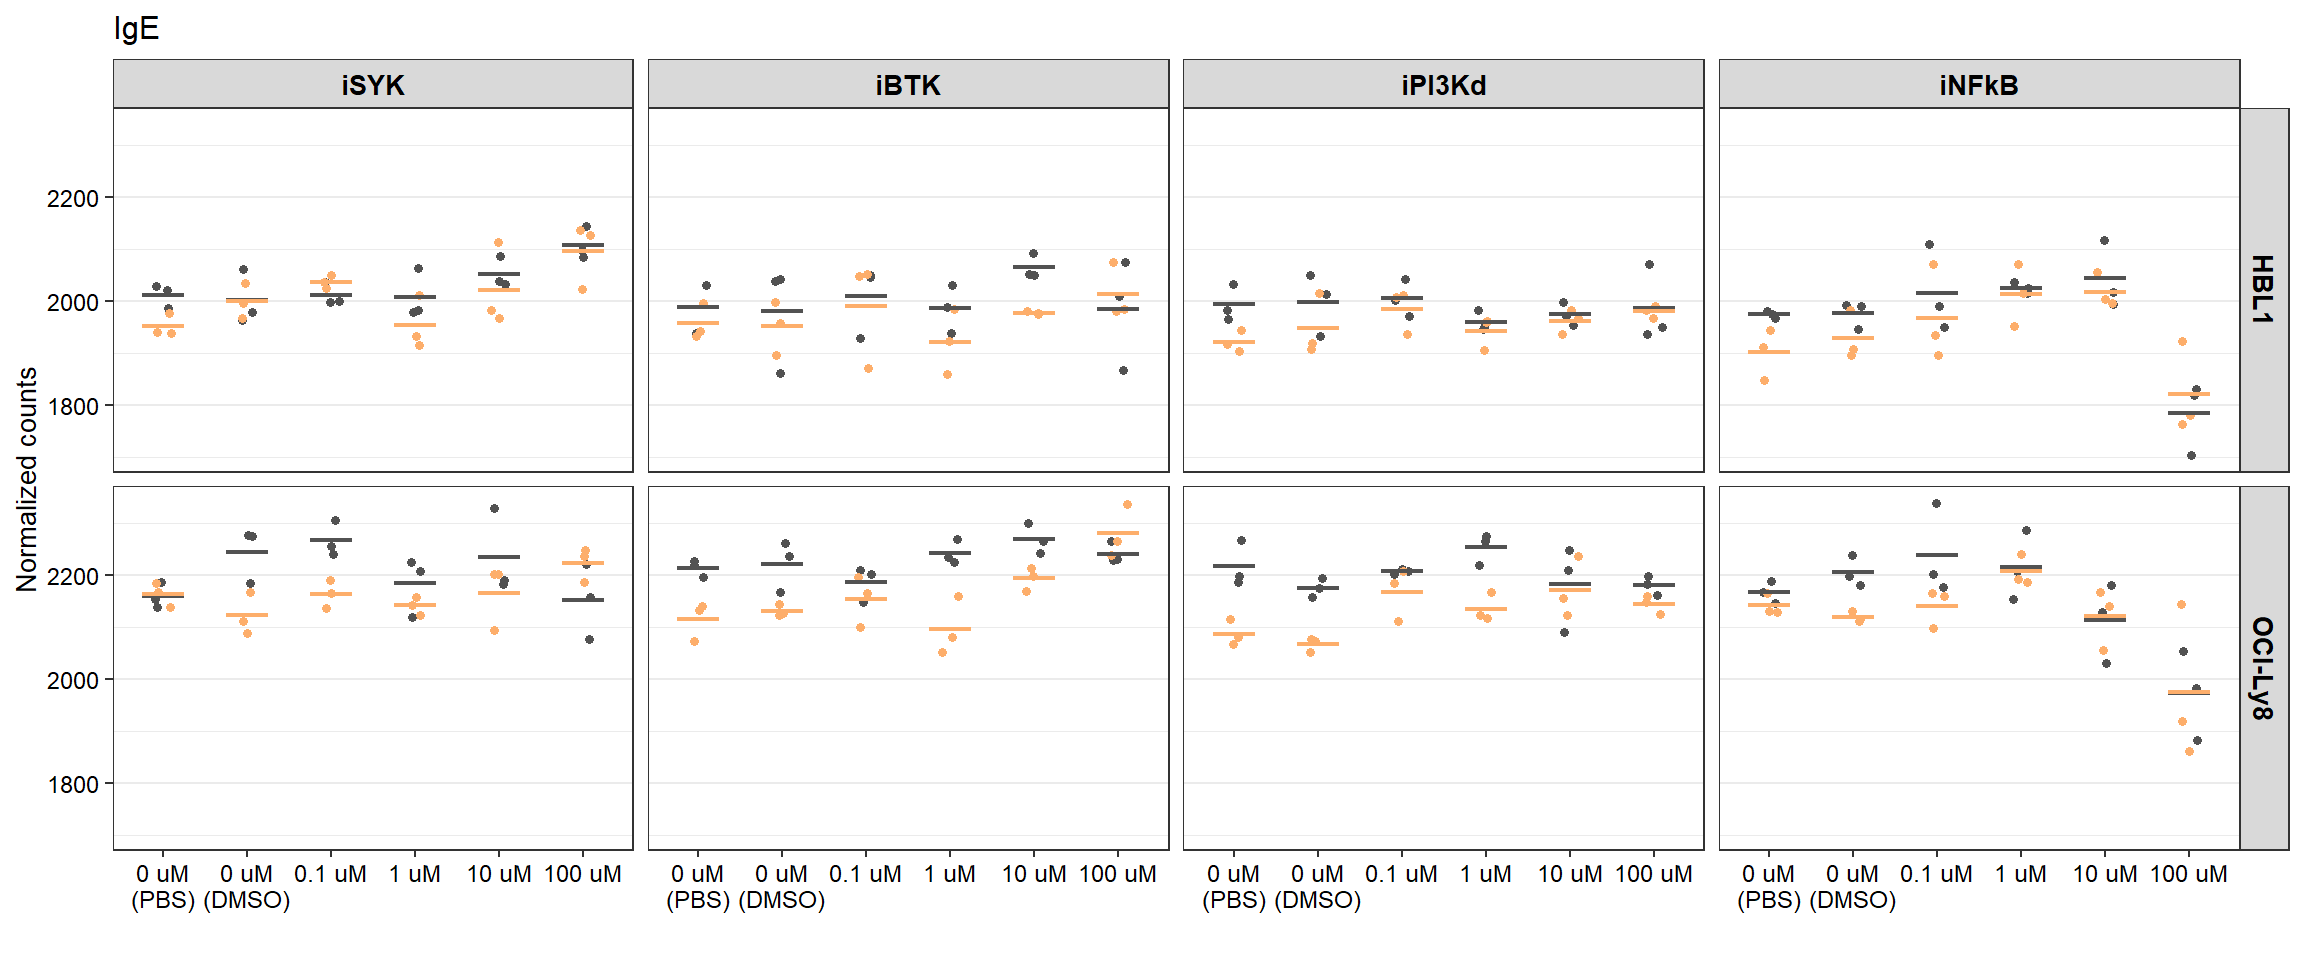 IgE
iSYK
iBTK
iPI3Kd
iNFkB
Normalized counts
2200
2000
1800
HBL1
2200
2000
1800
OCI-Ly8
0 uM (PBS)
0 uM (DMSO)
0.1 uM
1 uM
10 uM
100 uM
0 uM (PBS)
0 uM (DMSO)
0.1 uM
1 uM
10 uM
100 uM
0 uM (PBS)
0 uM (DMSO)
0.1 uM
1 uM
10 uM
100 uM
0 uM (PBS)
0 uM (DMSO)
0.1 uM
1 uM
10 uM
100 uM